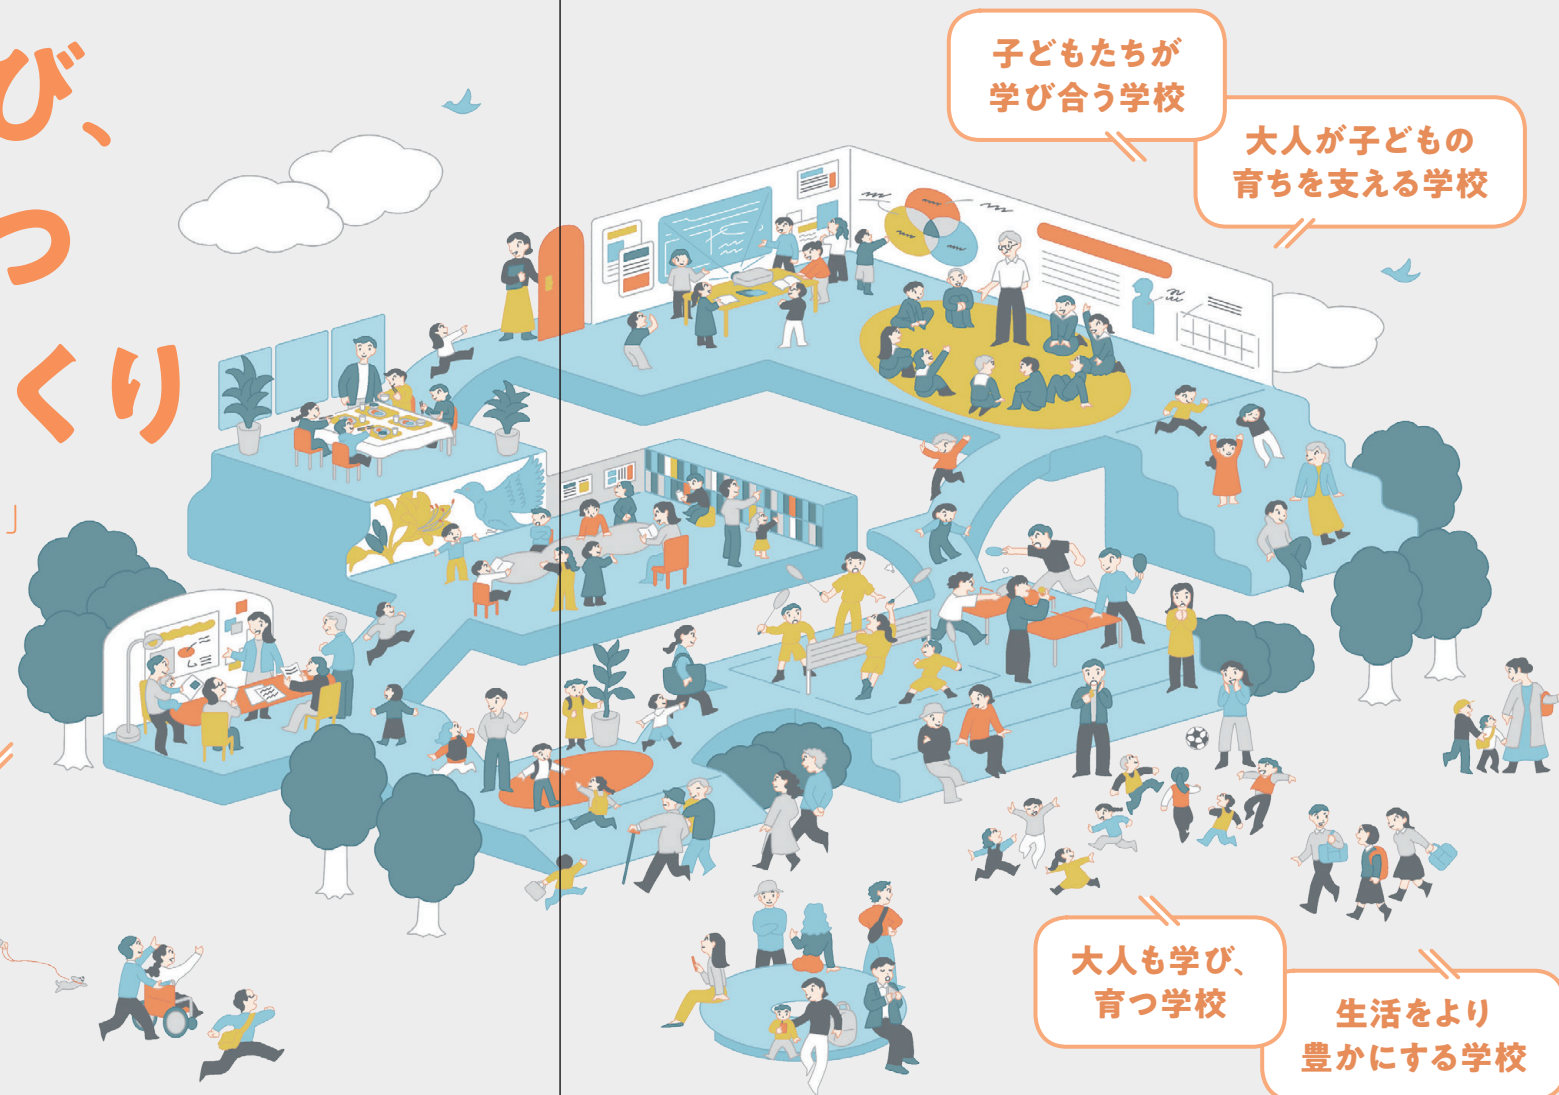 び、
つ
くり
」
子どもたちが
学び合う学校
大人が子どもの
育ちを支える学校
大人も学び、
育つ学校
生活をより
豊かにする学校